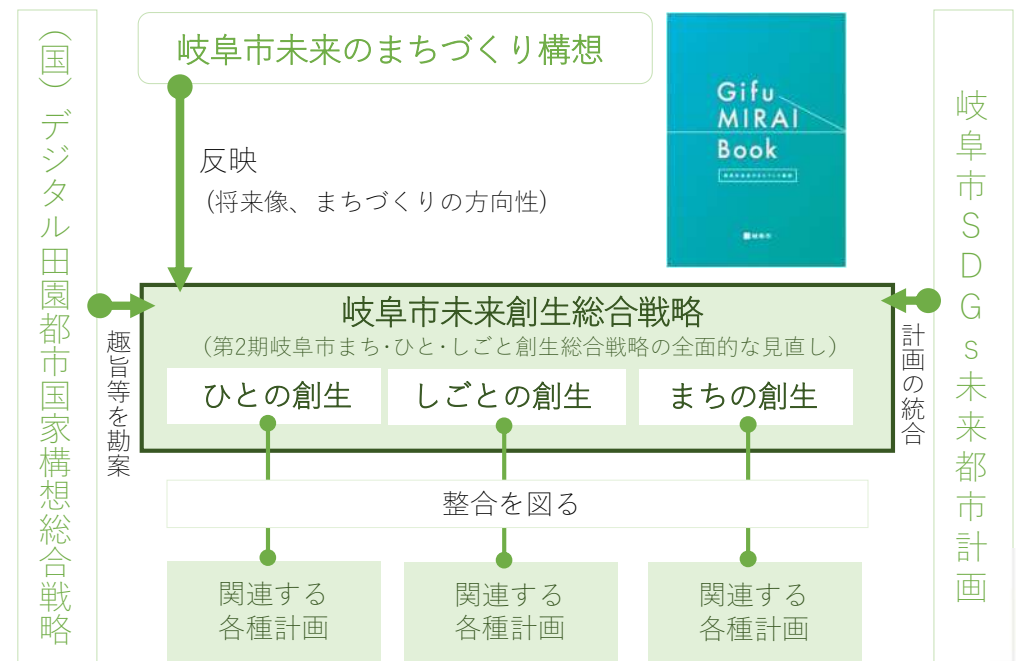 (国)デジタル田園都市国家構想総合戦略
岐阜市未来のまちづくり構想
Gifu
MIRAI
Book
岐阜市
反映
(将来像、まちづくりの方向性)
趣旨等を勘案
岐阜市未来創生総合戦略
(第2期岐阜市まち・ひと・しごと創生総合戦略の全面的な見直し)
ひとの創生
しごとの創生
まちの創生
計画の統合
岐阜市SDGs未来都市計画
整合を図る
関連する
各種計画
関連する
各種計画
関連する
各種計画